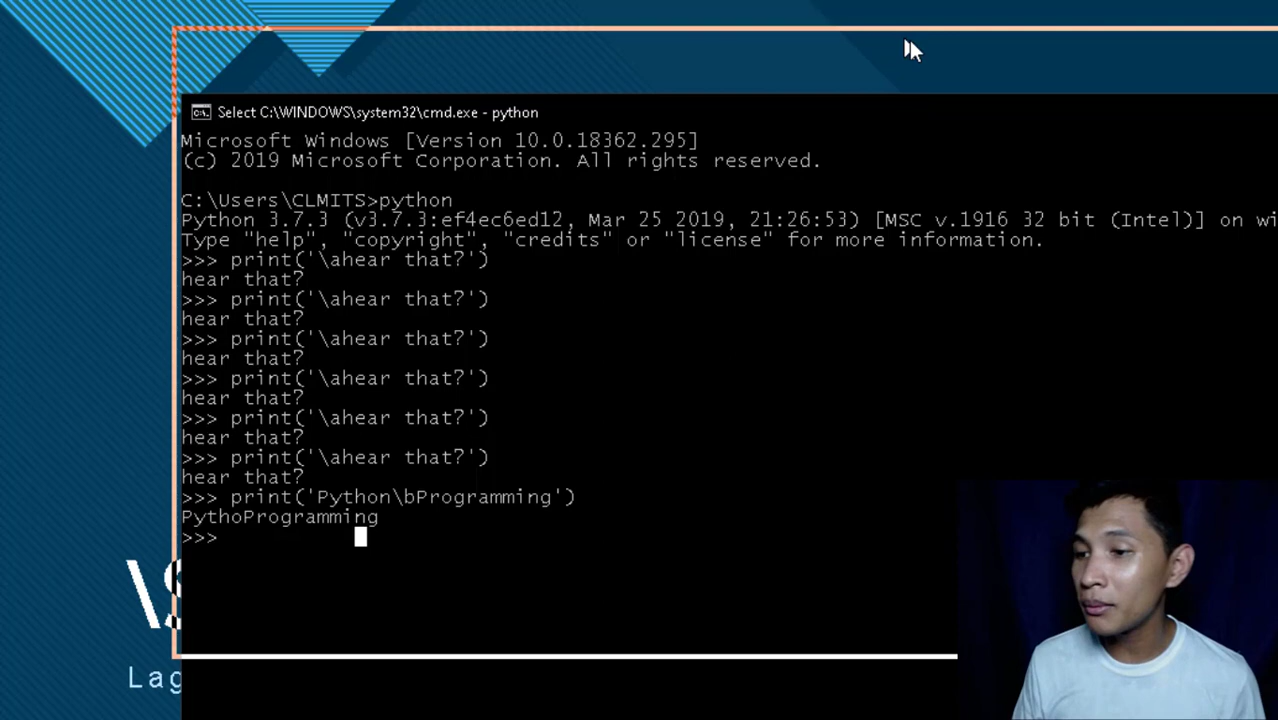 Select C:\WINDOWS\system32\cmd.exe - python
Microsoft Windows [Version 10.0.18362.295]
(c) 2019 Microsoft Corporation. All rights reserved.
C:\Users\CLMITS>python
Python 3.7.3 (v3.7.3:ef4ec6ed12, Mar 25 2019, 21:26:53) [MSC v.1916 32 bit (Intel)] on wi
Type "help", "copyright", "credits" or "license" for more information.
>>> print('\ahear that?')
hear that?
>>> print('\ahear that?')
hear that?
>>> print('\ahear that?')
hear that?
>>> print('\ahear that?')
hear that?
>>> print('\ahear that?')
hear that?
>>> print('\ahear that?')
hear that?
>>> print('Python\bProgramming')
PythoProgramming
>>>
Lag